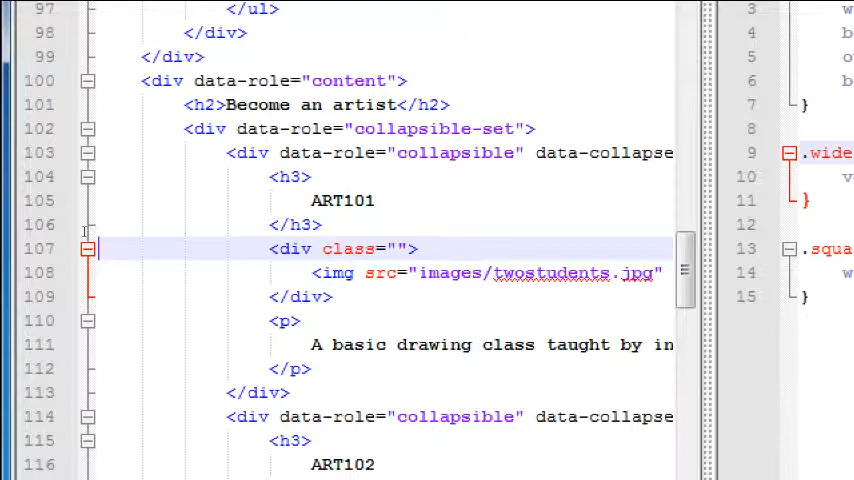 97 </ul>
98 </div>
99 </div>
100 <div data-role="content">
101 <h2>Become an artist</h2>
102 <div data-role="collapsible-set">
103 <div data-role="collapsible" data-collapse
104 <h3>
105 ART101
106 </h3>
107 <div class="">
108 <img src="images/twostudents.jpg"
109 </div>
110 <p>
111 A basic drawing class taught by in
112 </p>
113 </div>
114 <div data-role="collapsible" data-collapse
115 <h3>
116 ART102
3 w
4 b
5 o
6 b
7 }
8
9 .wide
10 v
11 }
12
13 .squa
14 w
15 }